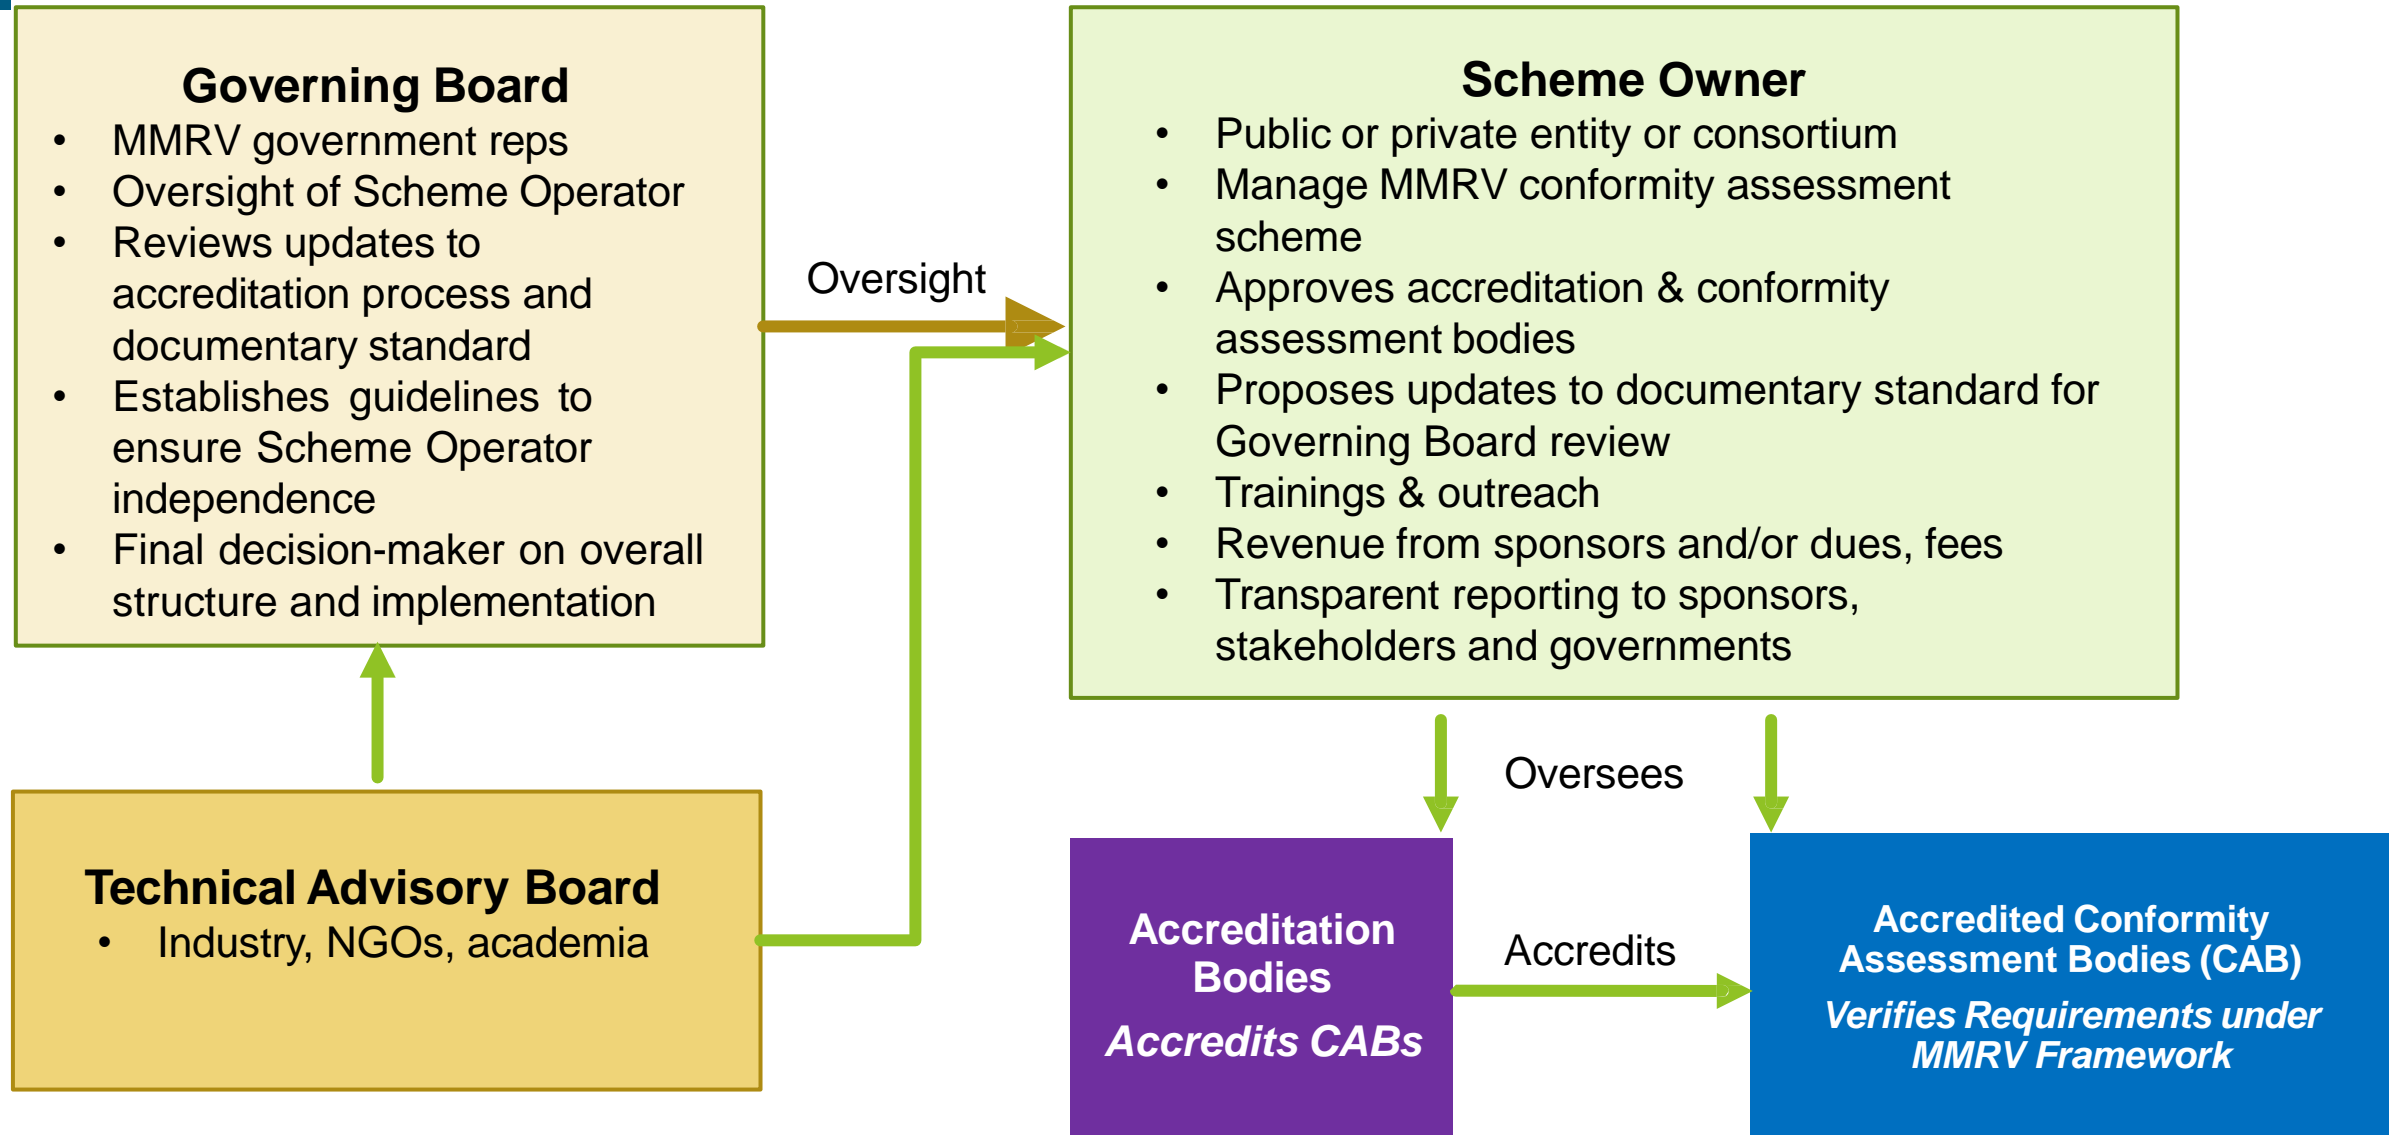 Governing Board
• MMRV government reps
• Oversight of Scheme Operator
• Reviews updates to
accreditation process and
documentary standard
• Establishes guidelines to
ensure Scheme Operator
independence
• Final decision-maker on overall
structure and implementation
Oversight
Scheme Owner
• Public or private entity or consortium
• Manage MMRV conformity assessment
scheme
• Approves accreditation & conformity
assessment bodies
• Proposes updates to documentary standard for
Governing Board review
• Trainings & outreach
• Revenue from sponsors and/or dues, fees
• Transparent reporting to sponsors,
stakeholders and governments
Technical Advisory Board
• Industry, NGOs, academia
Oversees
Accreditation
Bodies
Accredits CABs
Accredits
Accredited Conformity
Assessment Bodies (CAB)
Verifies Requirements under
MMRV Framework